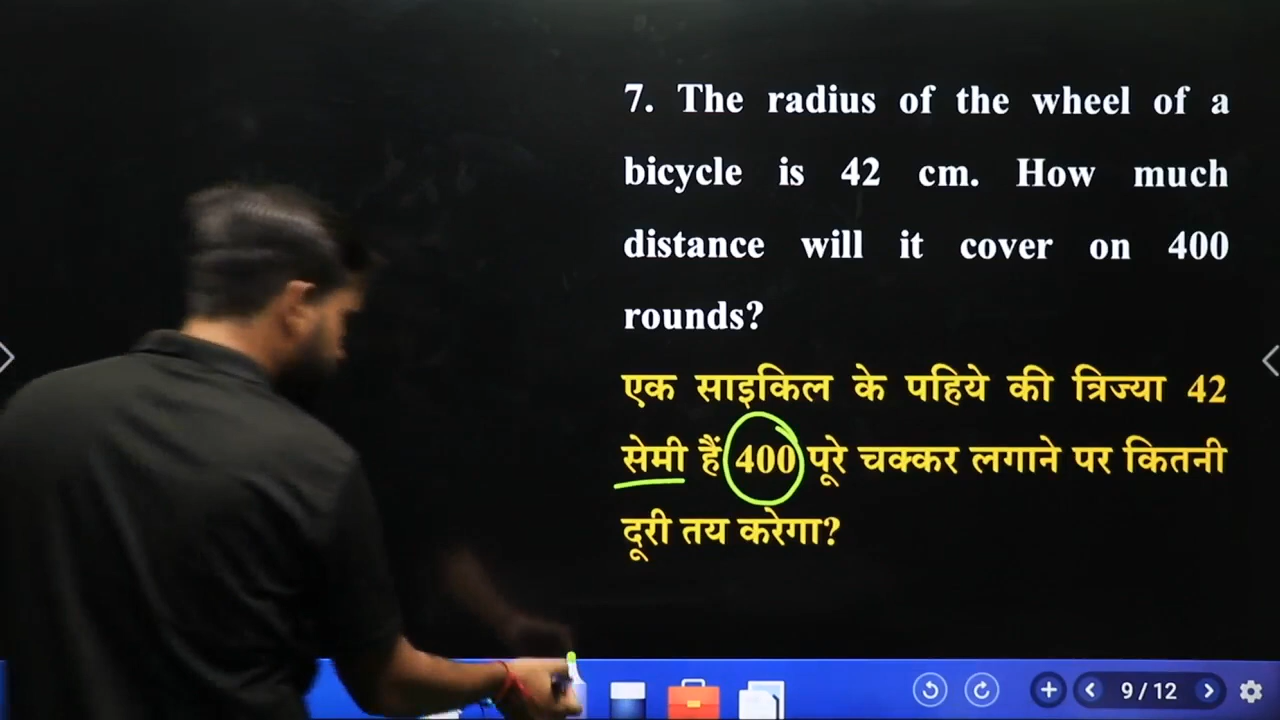 7. The radius of the wheel of a
bicycle is 42 cm. How much
distance will it cover on 400
rounds?
एक साइकिल के पहिये की त्रिज्या 42
सेमी हैं 400 पूरे चक्कर लगाने पर कितनी
दूरी तय करेगा?
9 / 12